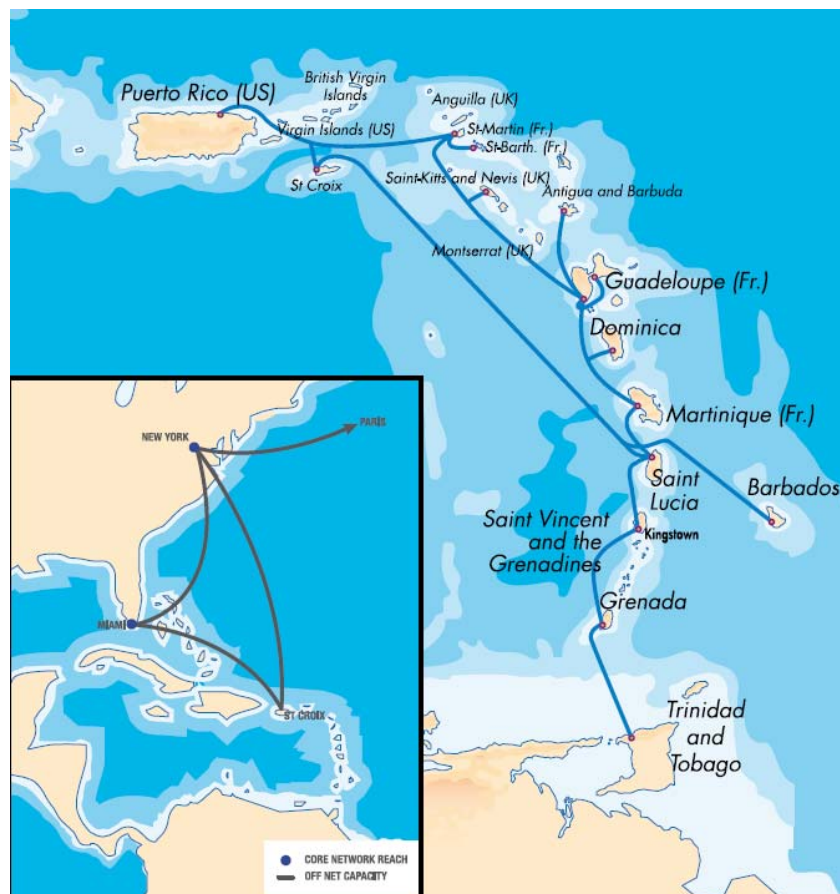 British Virgin
Islands
Puerto Rico (US)
Anguilla (UK)
Virgin Islands (US)
St-Martin (Fr.)
St-Barth. (Fr.)
St Croix
Saint-Kitts and Nevis (UK)
Antigua and Barbuda
Montserrat (UK)
Guadeloupe (Fr.)
Dominica
Martinique (Fr.)
Saint
Lucia
Barbados
Saint Vincent
and the
Grenadines
Kingstown
Grenada
Trinidad
and
Tobago
PARIS
NEW YORK
MIAMI
ST CROIX
CORE NETWORK REACH
OFF NET CAPACITY